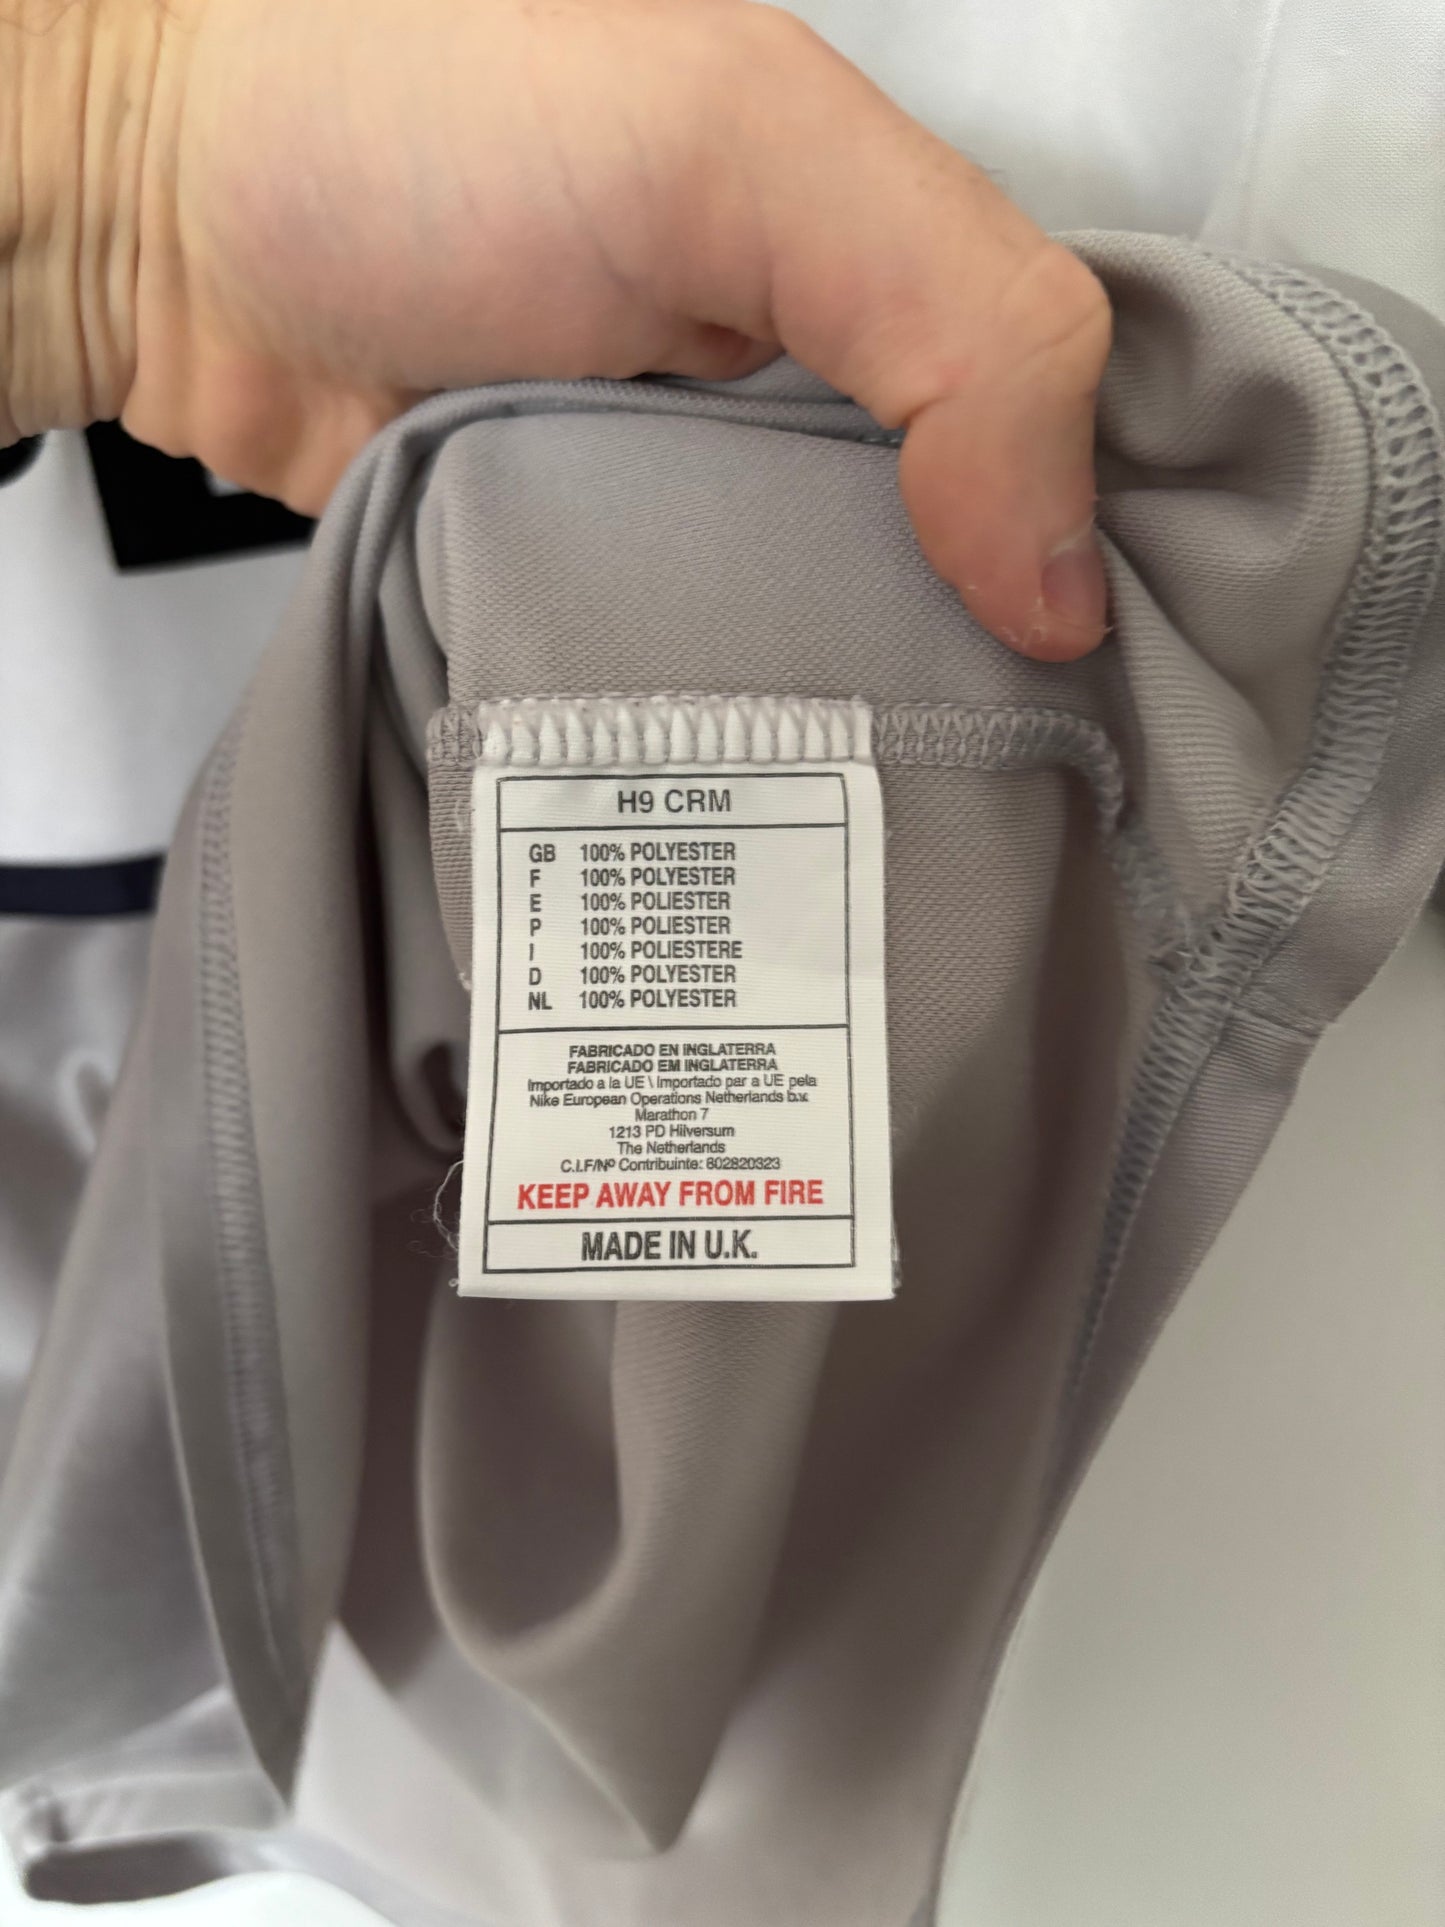 H9 CRM
GB 100% POLYESTER
F 100% POLYESTER
E 100% POLIESTER
P 100% POLIESTER
I 100% POLIESTERE
D 100% POLYESTER
NL 100% POLYESTER
FABRICADO EN INGLATERRA
FABRICADO EM INGLATERRA
Importado a la UE \ Importado par a UE pela
Nike European Operations Netherlands b.v.
Marathon 7
1213 PD Hilversum
The Netherlands
C.I.F/Nº Contribuinte: 802820323
KEEP AWAY FROM FIRE
MADE IN U.K.